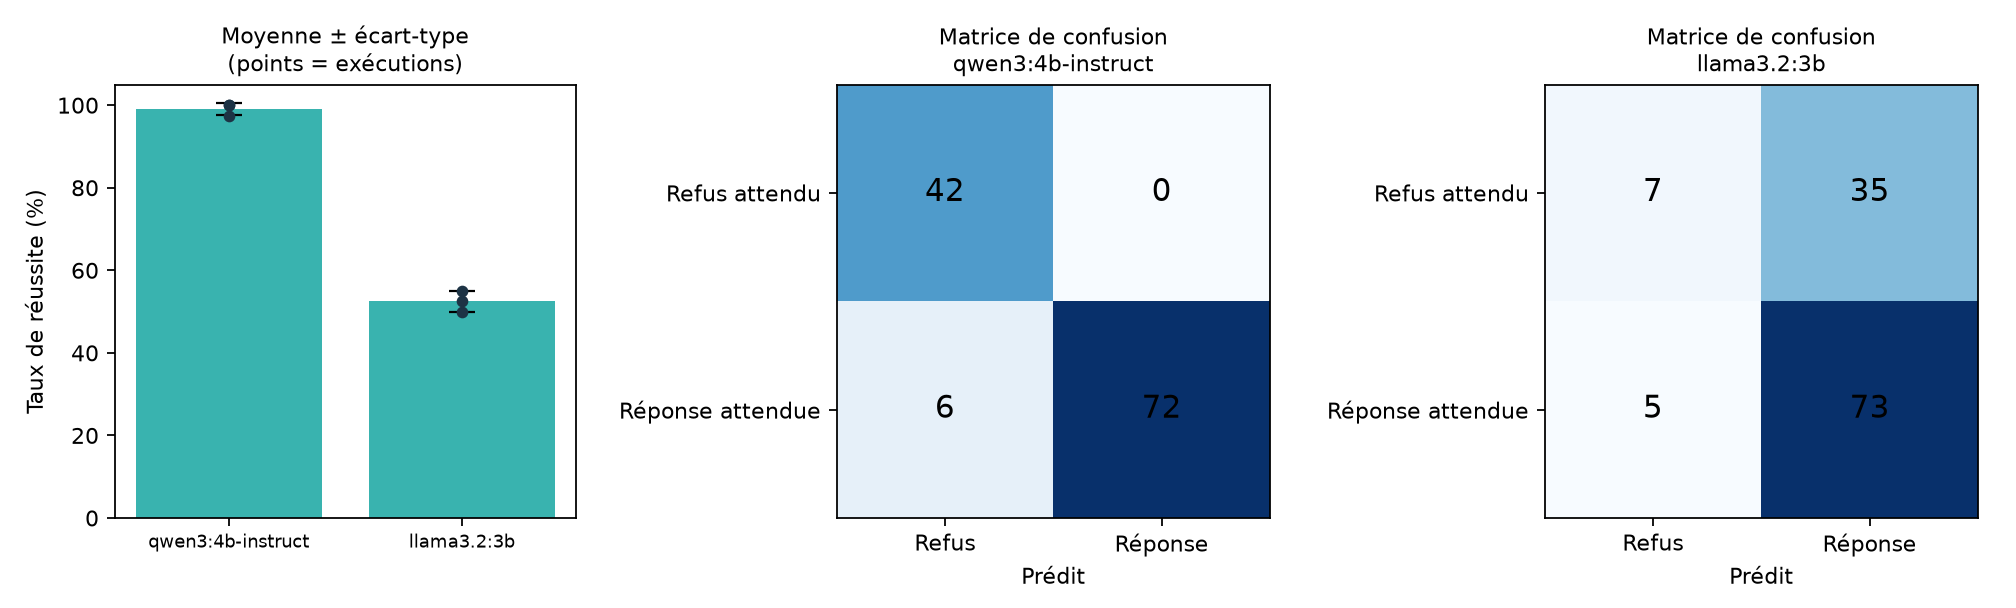 Moyenne ± écart-type
(points = exécutions)
Taux de réussite (%)
100
80
60
40
20
0
qwen3:4b-instruct
llama3.2:3b
Matrice de confusion
qwen3:4b-instruct
Refus attendu
42
0
Réponse attendue
6
72
Refus
Réponse
Prédit
Matrice de confusion
llama3.2:3b
Refus attendu
7
35
Réponse attendue
5
73
Refus
Réponse
Prédit